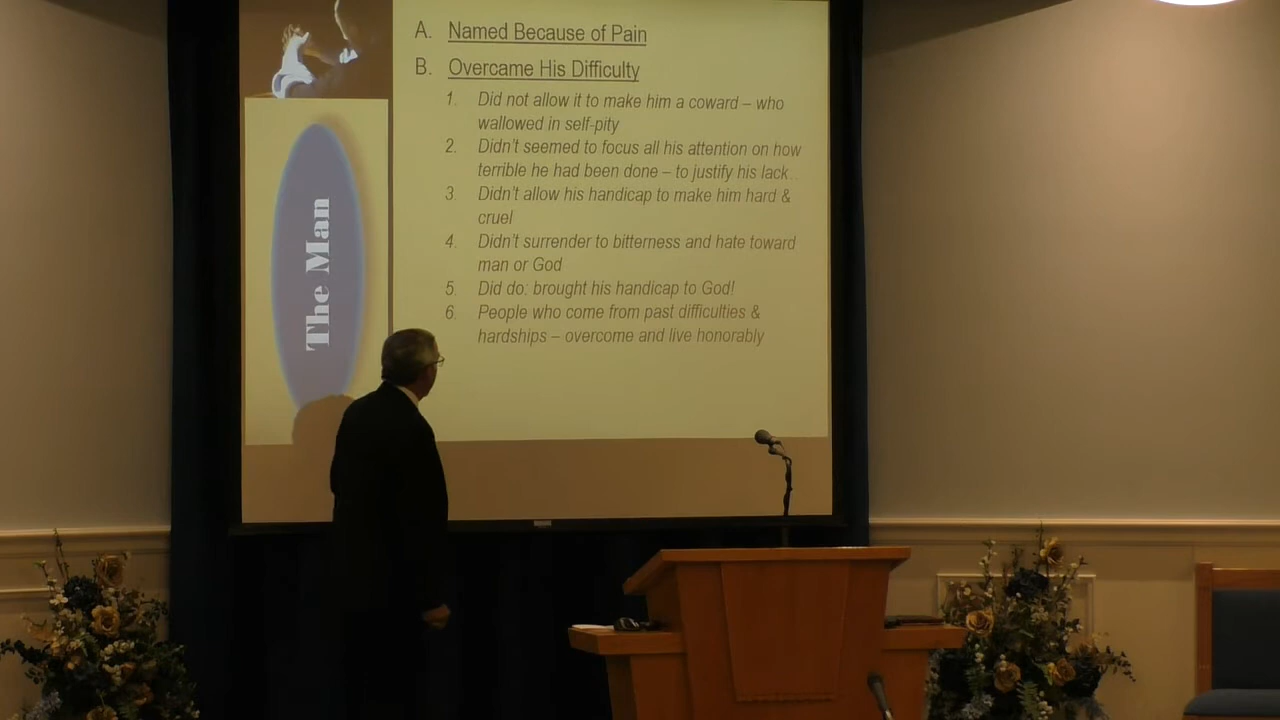 A. Named Because of Pain
B. Overcame His Difficulty
1. Did not allow it to make him a coward – who
wallowed in self-pity
2. Didn't seemed to focus all his attention on how
terrible he had been done – to justify his lack..
3. Didn't allow his handicap to make him hard &
cruel
4. Didn't surrender to bitterness and hate toward
man or God
5. Did do: brought his handicap to God!
6. People who come from past difficulties &
hardships – overcome and live honorably
The Man